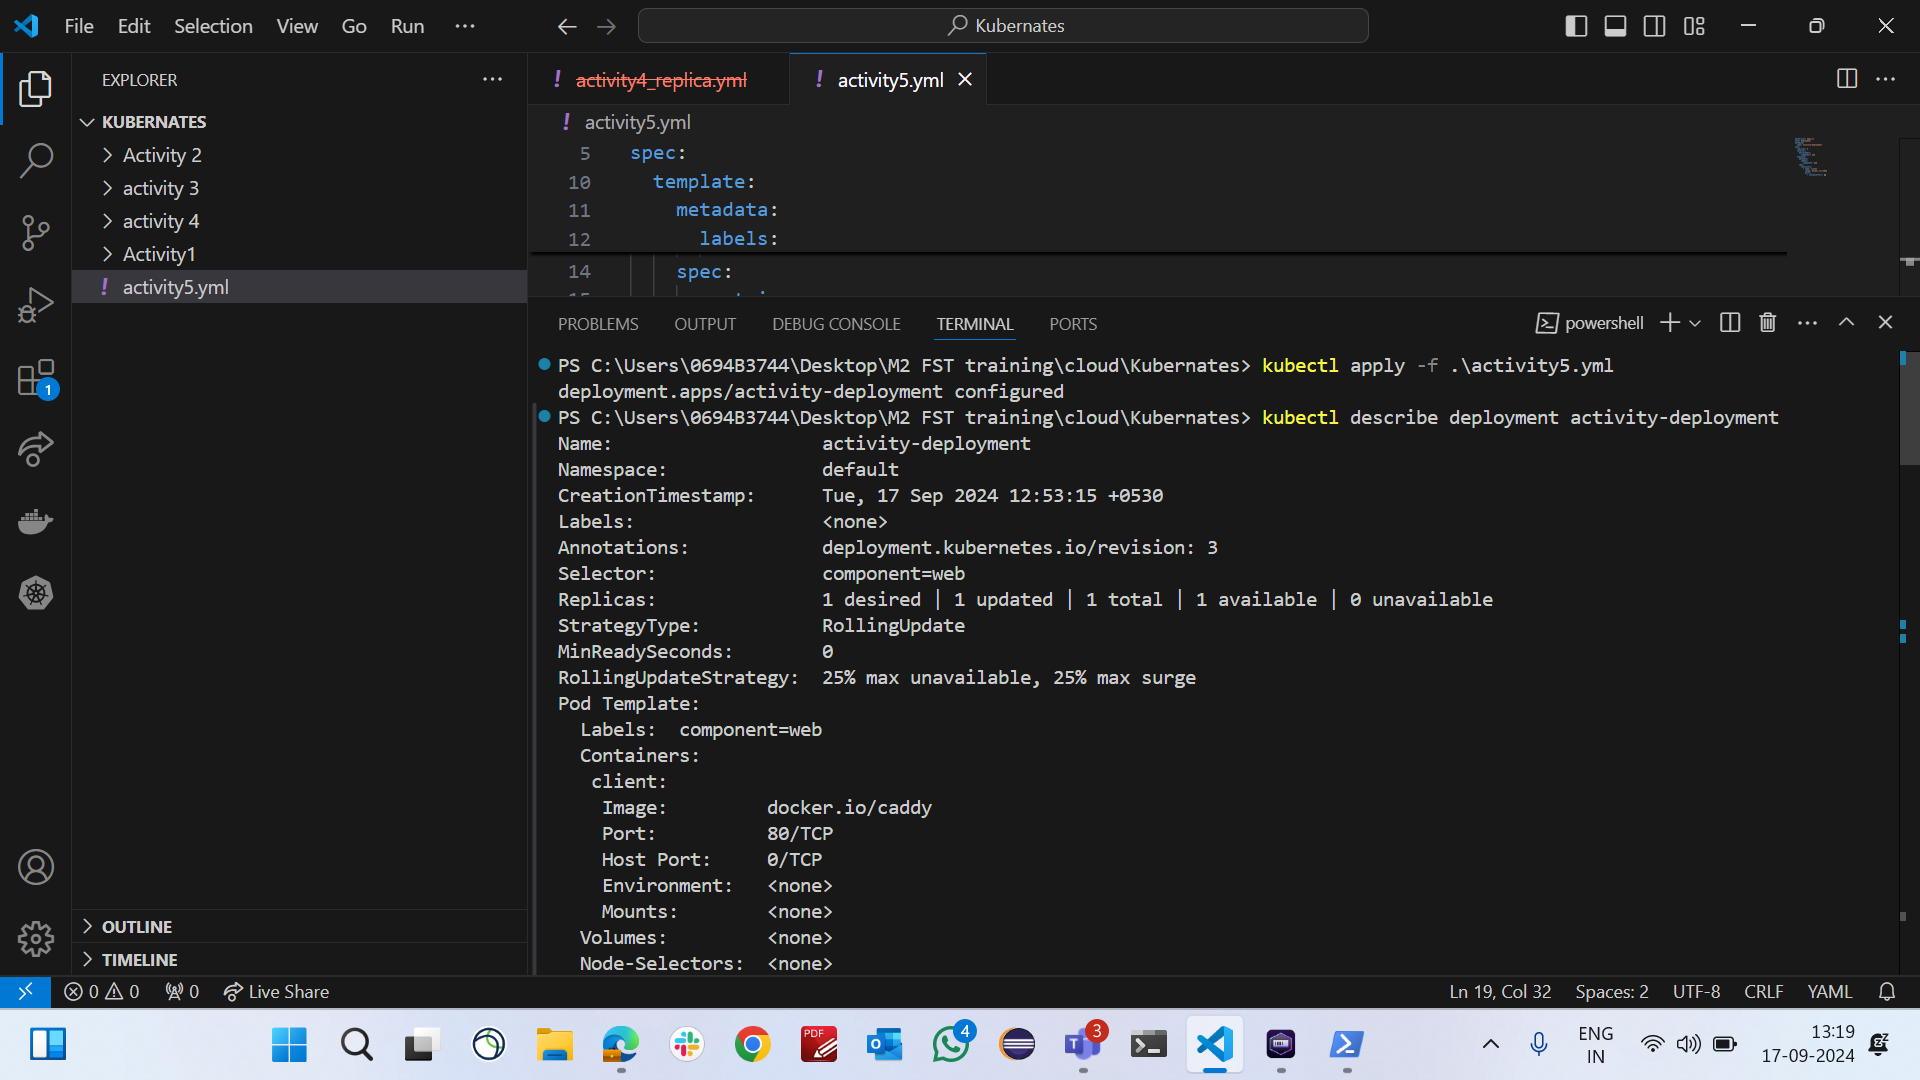 File Edit Selection View Go Run ...
Kubernates
EXPLORER ...
activity4_replica.yml
activity5.yml
KUBERNATES
activity5.yml
Activity 2
activity 3
activity 4
Activity1
activity5.yml
5 spec:
10 template:
11 metadata:
12 labels:
14 spec:
PROBLEMS OUTPUT DEBUG CONSOLE TERMINAL PORTS
powershell
PS C:\Users\0694B3744\Desktop\M2 FST training\cloud\Kubernates> kubectl apply -f .\activity5.yml
deployment.apps/activity-deployment configured
PS C:\Users\0694B3744\Desktop\M2 FST training\cloud\Kubernates> kubectl describe deployment activity-deployment
Name: activity-deployment
Namespace: default
CreationTimestamp: Tue, 17 Sep 2024 12:53:15 +0530
Labels: <none>
Annotations: deployment.kubernetes.io/revision: 3
Selector: component=web
Replicas: 1 desired | 1 updated | 1 total | 1 available | 0 unavailable
StrategyType: RollingUpdate
MinReadySeconds: 0
RollingUpdateStrategy: 25% max unavailable, 25% max surge
Pod Template:
Labels: component=web
Containers:
client:
Image: docker.io/caddy
Port: 80/TCP
Host Port: 0/TCP
Environment: <none>
Mounts: <none>
Volumes: <none>
Node-Selectors: <none>
1
OUTLINE
TIMELINE
0 0 0 Live Share
Ln 19, Col 32 Spaces: 2 UTF-8 CRLF YAML
PDF
4
3
ENG
IN
13:19
17-09-2024